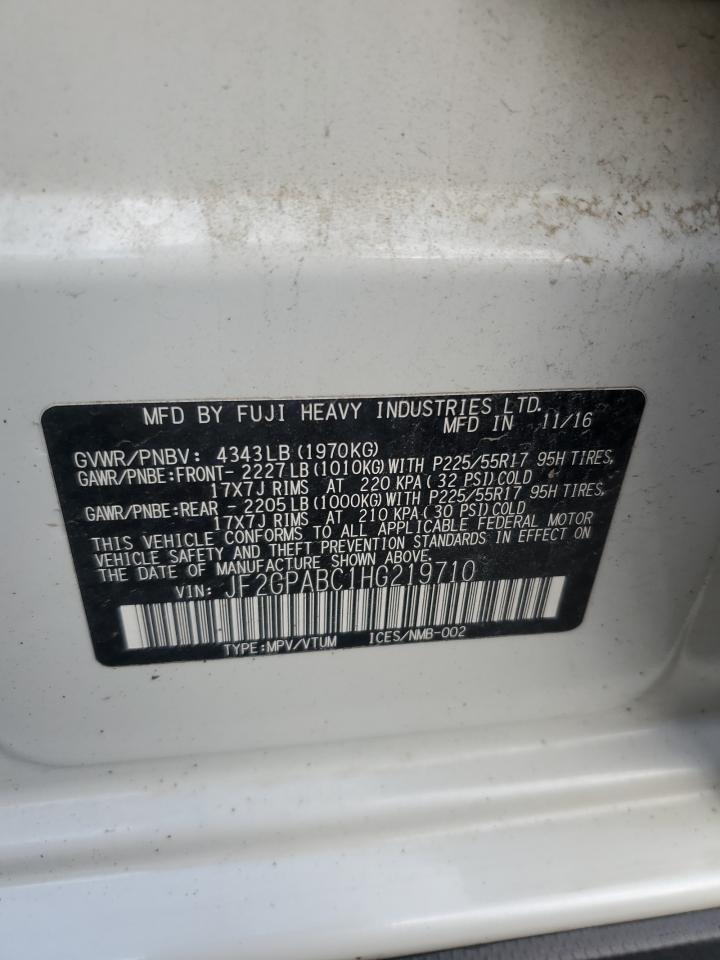 MFD BY FUJI HEAVY INDUSTRIES LTD.
MFD IN 11/16
GVWR/PNBV: 4343LB (1970KG)
GAWR/PNBE:FRONT- 2227LB (1010KG) WITH P225/55R17 95H TIRES,
17X7J RIMS AT 220 KPA ( 32 PSI) COLD
GAWR/PNBE:REAR - 2205LB (1000KG) WITH P225/55R17 95H TIRES,
17X7J RIMS AT 210 KPA ( 30 PSI) COLD
THIS VEHICLE CONFORMS TO ALL APPLICABLE FEDERAL MOTOR
VEHICLE SAFETY AND THEFT PREVENTION STANDARDS IN EFFECT ON
THE DATE OF MANUFACTURE SHOWN ABOVE.
VIN: JF2GPABC1HG219710
TYPE:MPV/VTUM ICES/NMB-002